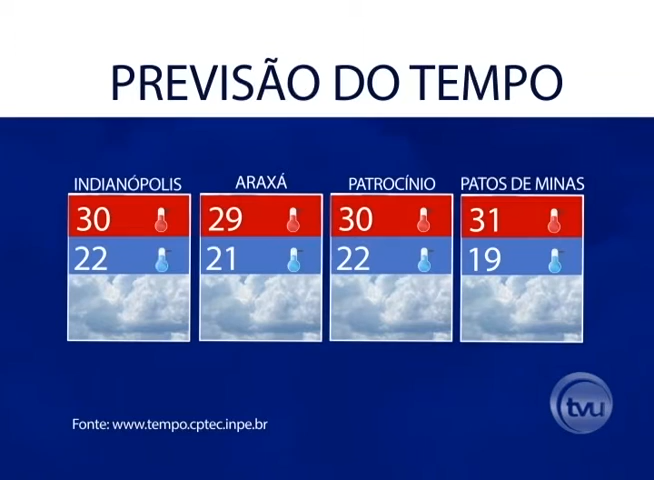 PREVISÃO DO TEMPO
INDIANÓPOLIS
30
22
ARAXÁ
29
21
PATROCÍNIO
30
22
PATOS DE MINAS
31
19
Fonte: www.tempo.cptec.inpe.br
tvu